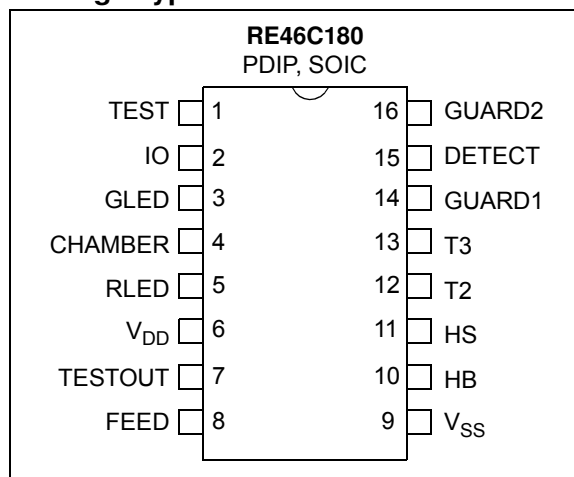 RE46C180
PDIP, SOIC
TEST 1 16 GUARD2
IO 2 15 DETECT
GLED 3 14 GUARD1
CHAMBER 4 13 T3
RLED 5 12 T2
VDD 6 11 HS
TESTOUT 7 10 HB
FEED 8 9 VSS